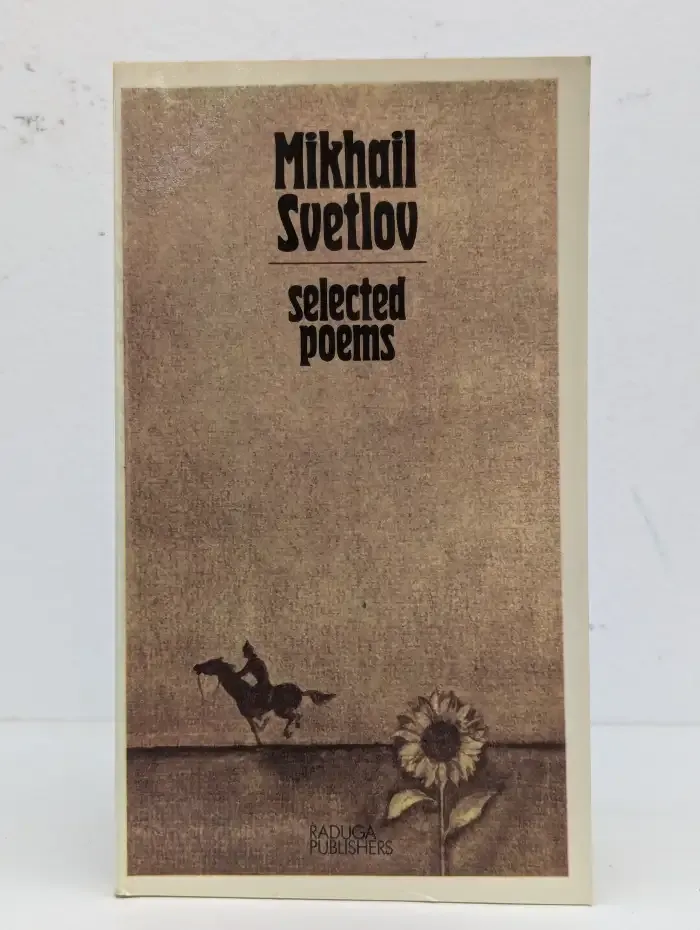 Mikhail
Svetlov
selected
poems
RADUGA
PUBLISHERS